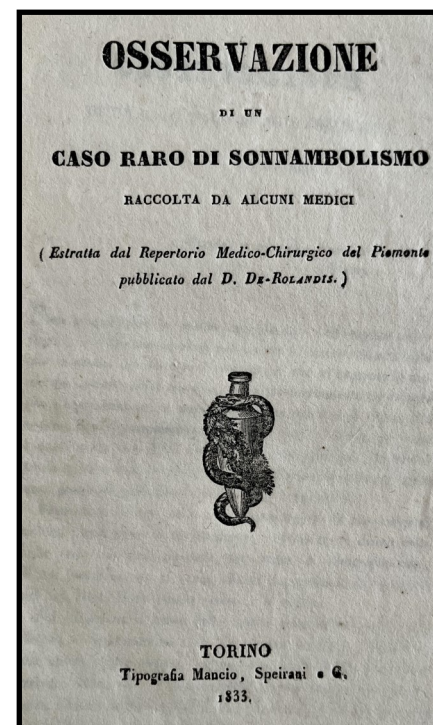 OSSERVAZIONE
DI UN
CASO RARO DI SONNAMBOLISMO
RACCOLTA DA ALCUNI MEDICI
( Estratta dal Repertorio Medico-Chirurgico del Piemonte
pubblicato dal D. DE-ROLANDIS. )
TORINO
Tipografia Mancio, Speirani e C.
1833.